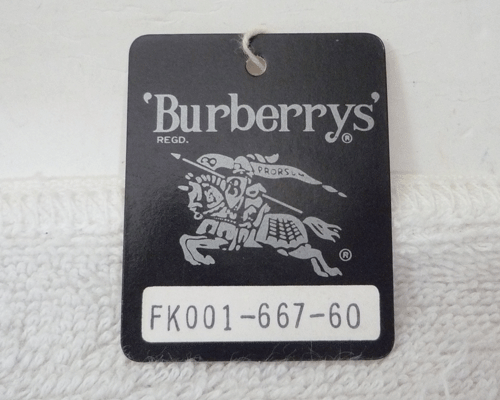 'Burberrys'
REGD. ®
PRORSUM
®
FK001-667-60